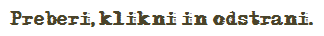 Preberi, klikni in odstrani.